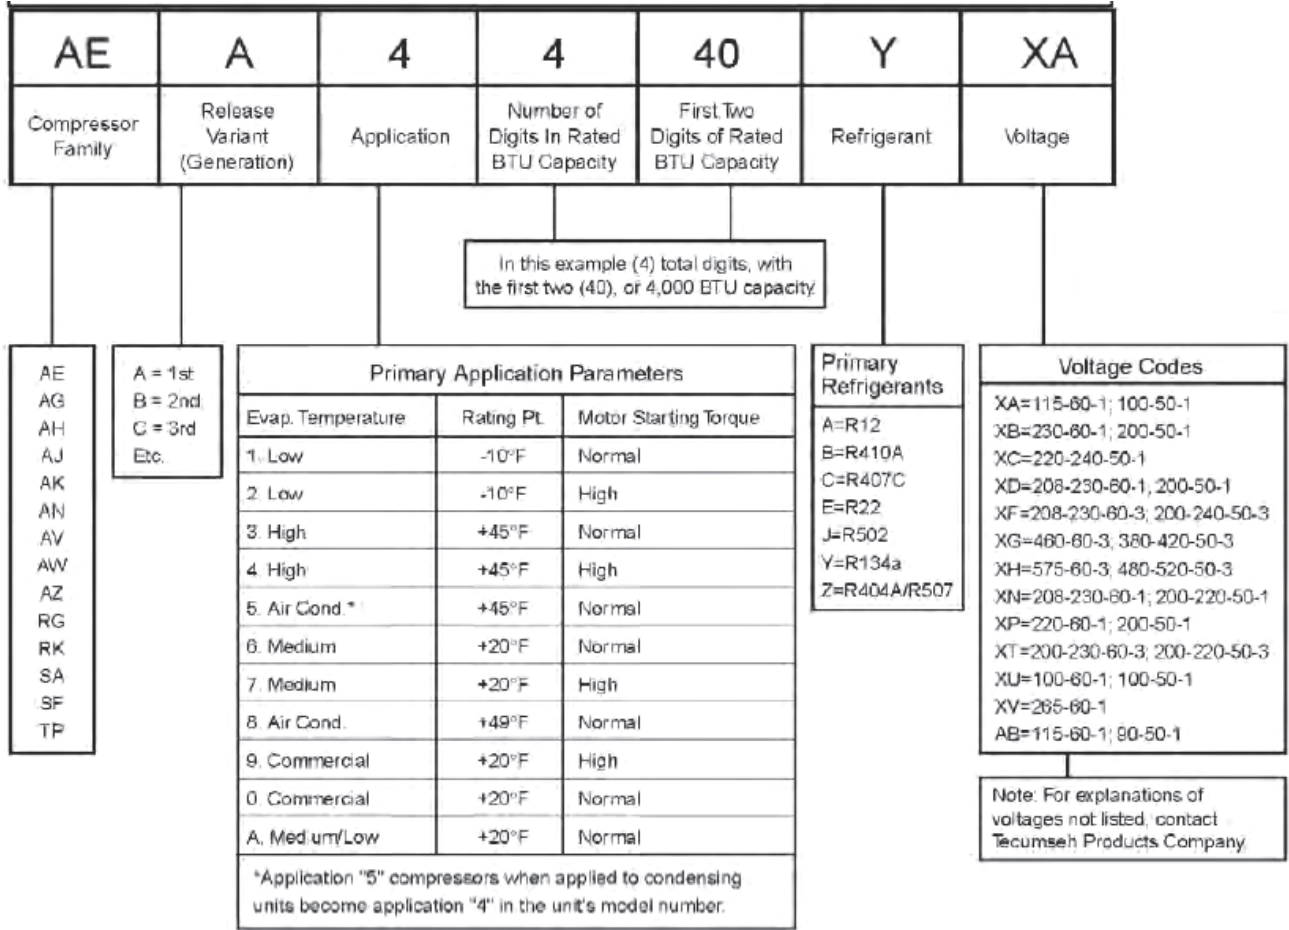 AE A 4 4 40 Y XA
Compressor
Family
Release
Variant
(Generation)
Application
Number of
Digits In Rated
BTU Capacity
First Two
Digits of Rated
BTU Capacity
Refrigerant
Voltage
In this example (4) total digits, with
the first two (40), or 4,000 BTU capacity.
AE
AG
AH
AJ
AK
AN
AV
AW
AZ
RG
RK
SA
SF
TP
A = 1st
B = 2nd
C = 3rd
Etc.
Primary Application Parameters
Evap. Temperature Rating Pt. Motor Starting Torque
1. Low -10°F Normal
2. Low -10°F High
3. High +45°F Normal
4. High +45°F High
5. Air Cond.* +45°F Normal
6. Medium +20°F Normal
7. Medium +20°F High
8. Air Cond. +49°F Normal
9. Commercial +20°F High
0. Commercial +20°F Normal
A. Medium/Low +20°F Normal
*Application "5" compressors when applied to condensing
units become application "4" in the unit's model number.
Primary
Refrigerants
A=R12
B=R410A
C=R407C
E=R22
J=R502
Y=R134a
Z=R404A/R507
Voltage Codes
XA=115-60-1; 100-50-1
XB=230-60-1; 200-50-1
XC=220-240-50-1
XD=208-230-60-1; 200-50-1
XF=208-230-60-3; 200-240-50-3
XG=460-60-3; 380-420-50-3
XH=575-60-3; 480-520-50-3
XN=208-230-60-1; 200-220-50-1
XP=220-60-1; 200-50-1
XT=200-230-60-3; 200-220-50-3
XU=100-60-1; 100-50-1
XV=265-60-1
AB=115-60-1; 90-50-1
Note: For explanations of
voltages not listed, contact
Tecumseh Products Company.